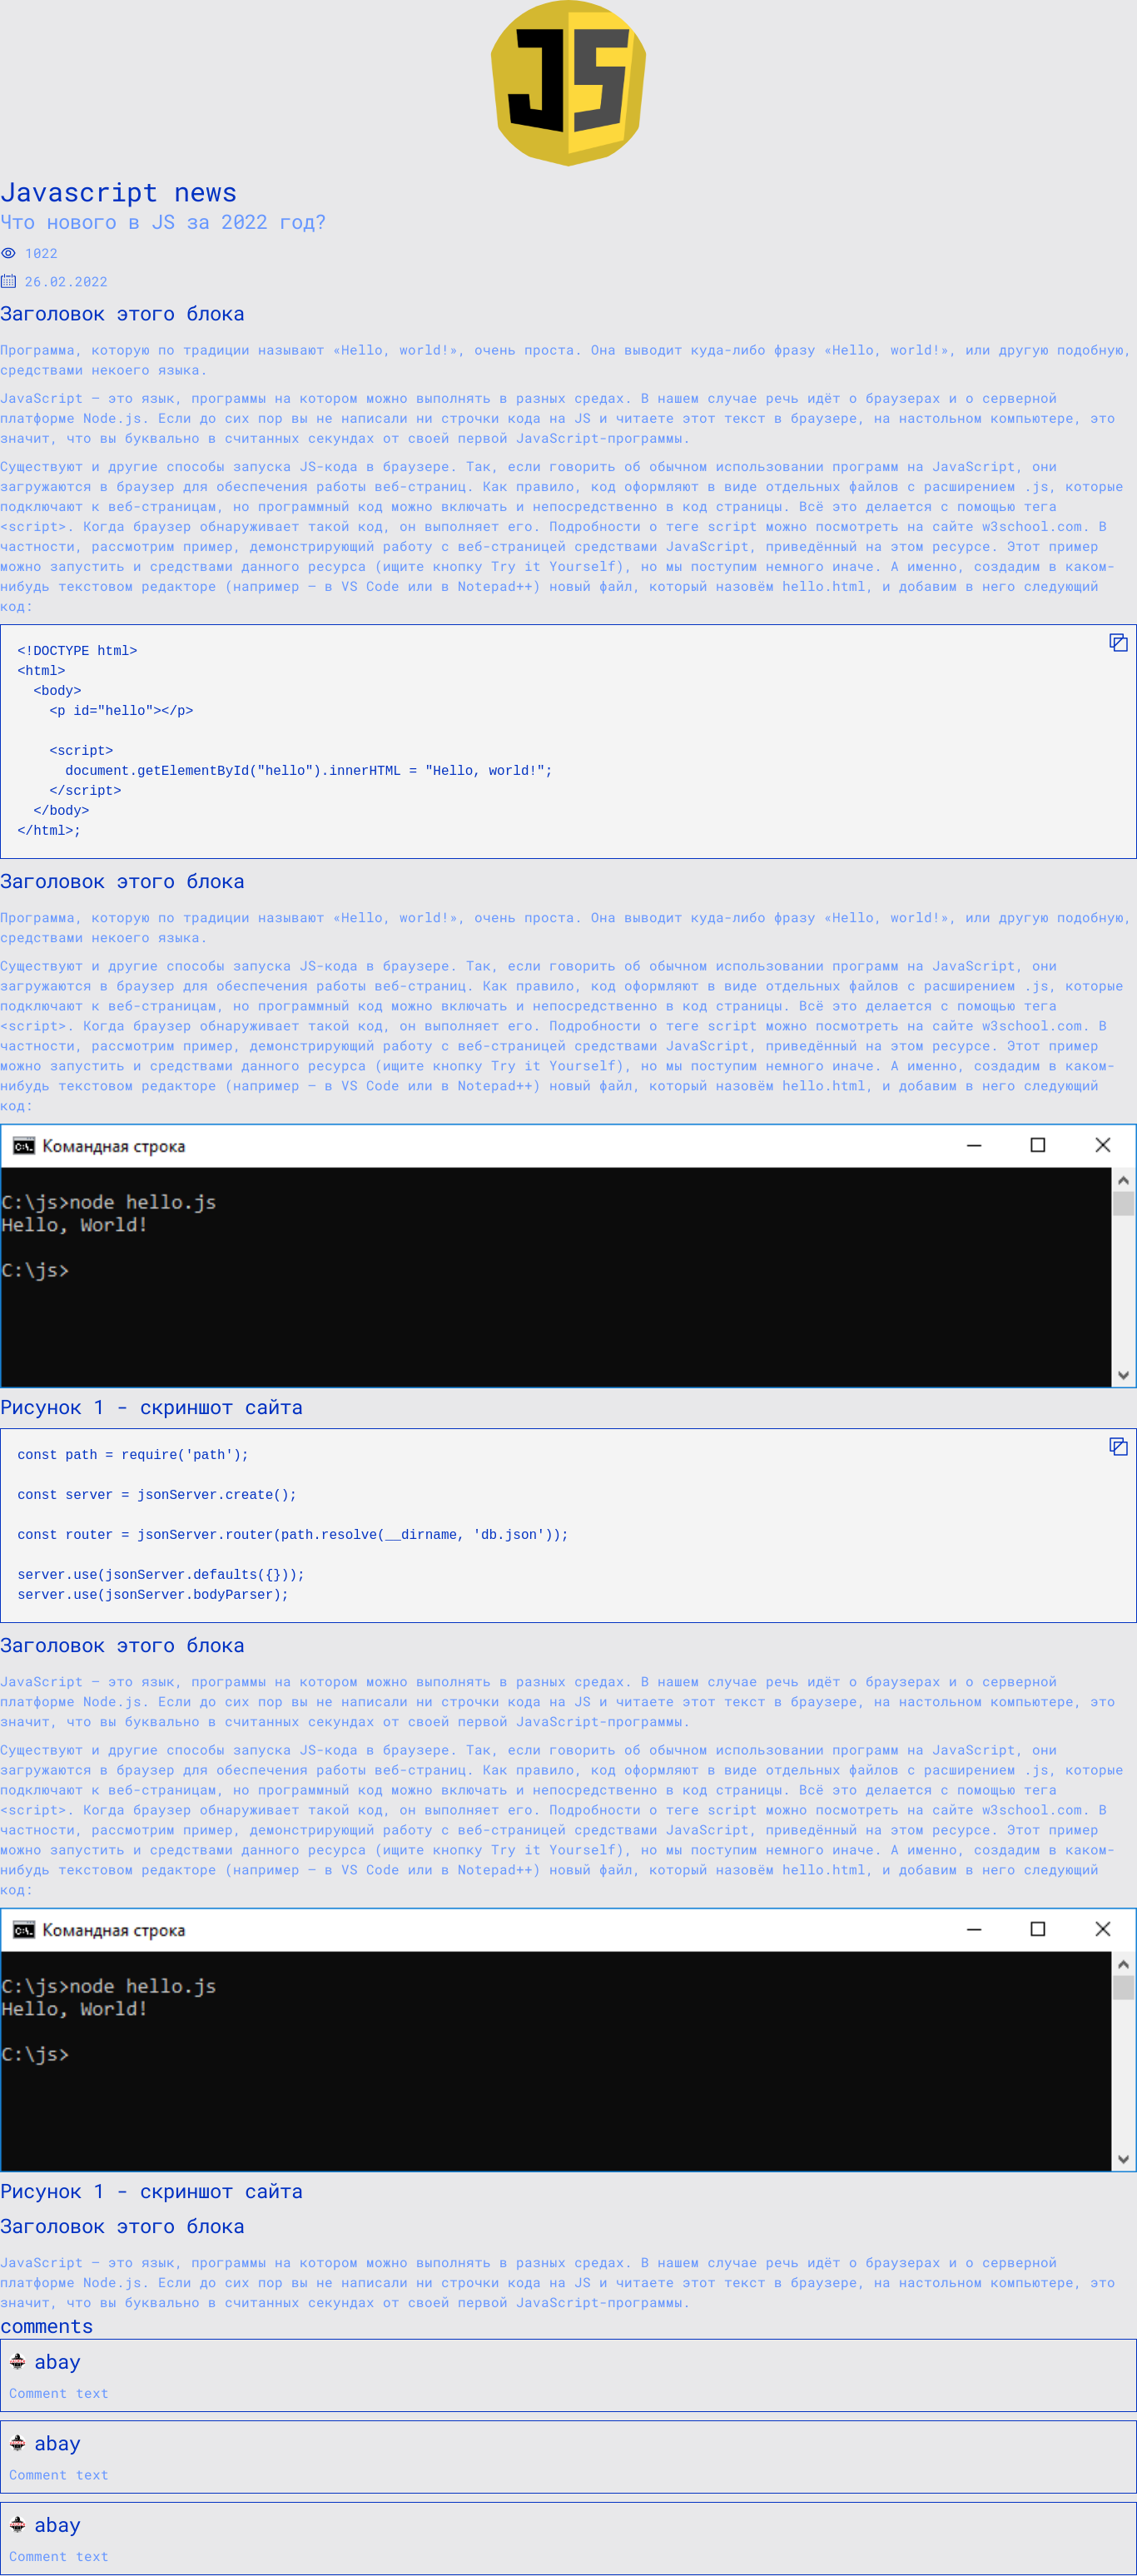 JS
Javascript news
Что нового в JS за 2022 год?
1022
26.02.2022
Заголовок этого блока
Программа, которую по традиции называют «Hello, world!», очень проста. Она выводит куда-либо фразу «Hello, world!», или другую подобную,
средствами некоего языка.
JavaScript — это язык, программы на котором можно выполнять в разных средах. В нашем случае речь идёт о браузерах и о серверной
платформе Node.js. Если до сих пор вы не написали ни строчки кода на JS и читаете этот текст в браузере, на настольном компьютере, это
значит, что вы буквально в считанных секундах от своей первой JavaScript-программы.
Существуют и другие способы запуска JS-кода в браузере. Так, если говорить об обычном использовании программ на JavaScript, они
загружаются в браузер для обеспечения работы веб-страниц. Как правило, код оформляют в виде отдельных файлов с расширением .js, которые
подключают к веб-страницам, но программный код можно включать и непосредственно в код страницы. Всё это делается с помощью тега
<script>. Когда браузер обнаруживает такой код, он выполняет его. Подробности о теге script можно посмотреть на сайте w3school.com. В
частности, рассмотрим пример, демонстрирующий работу с веб-страницей средствами JavaScript, приведённый на этом ресурсе. Этот пример
можно запустить и средствами данного ресурса (ищите кнопку Try it Yourself), но мы поступим немного иначе. А именно, создадим в каком-
нибудь текстовом редакторе (например — в VS Code или в Notepad++) новый файл, который назовём hello.html, и добавим в него следующий
код:
<!DOCTYPE html>
<html>
  <body>
    <p id="hello"></p>
    <script>
      document.getElementById("hello").innerHTML = "Hello, world!";
    </script>
  </body>
</html>;
Заголовок этого блока
Программа, которую по традиции называют «Hello, world!», очень проста. Она выводит куда-либо фразу «Hello, world!», или другую подобную,
средствами некоего языка.
Существуют и другие способы запуска JS-кода в браузере. Так, если говорить об обычном использовании программ на JavaScript, они
загружаются в браузер для обеспечения работы веб-страниц. Как правило, код оформляют в виде отдельных файлов с расширением .js, которые
подключают к веб-страницам, но программный код можно включать и непосредственно в код страницы. Всё это делается с помощью тега
<script>. Когда браузер обнаруживает такой код, он выполняет его. Подробности о теге script можно посмотреть на сайте w3school.com. В
частности, рассмотрим пример, демонстрирующий работу с веб-страницей средствами JavaScript, приведённый на этом ресурсе. Этот пример
можно запустить и средствами данного ресурса (ищите кнопку Try it Yourself), но мы поступим немного иначе. А именно, создадим в каком-
нибудь текстовом редакторе (например — в VS Code или в Notepad++) новый файл, который назовём hello.html, и добавим в него следующий
код:
Командная строка
C:\js>node hello.js
Hello, World!
C:\js>
Рисунок 1 - скриншот сайта
const path = require('path');
const server = jsonServer.create();
const router = jsonServer.router(path.resolve(__dirname, 'db.json'));
server.use(jsonServer.defaults({}));
server.use(jsonServer.bodyParser);
Заголовок этого блока
JavaScript — это язык, программы на котором можно выполнять в разных средах. В нашем случае речь идёт о браузерах и о серверной
платформе Node.js. Если до сих пор вы не написали ни строчки кода на JS и читаете этот текст в браузере, на настольном компьютере, это
значит, что вы буквально в считанных секундах от своей первой JavaScript-программы.
Существуют и другие способы запуска JS-кода в браузере. Так, если говорить об обычном использовании программ на JavaScript, они
загружаются в браузер для обеспечения работы веб-страниц. Как правило, код оформляют в виде отдельных файлов с расширением .js, которые
подключают к веб-страницам, но программный код можно включать и непосредственно в код страницы. Всё это делается с помощью тега
<script>. Когда браузер обнаруживает такой код, он выполняет его. Подробности о теге script можно посмотреть на сайте w3school.com. В
частности, рассмотрим пример, демонстрирующий работу с веб-страницей средствами JavaScript, приведённый на этом ресурсе. Этот пример
можно запустить и средствами данного ресурса (ищите кнопку Try it Yourself), но мы поступим немного иначе. А именно, создадим в каком-
нибудь текстовом редакторе (например — в VS Code или в Notepad++) новый файл, который назовём hello.html, и добавим в него следующий
код:
Командная строка
C:\js>node hello.js
Hello, World!
C:\js>
Рисунок 1 - скриншот сайта
Заголовок этого блока
JavaScript — это язык, программы на котором можно выполнять в разных средах. В нашем случае речь идёт о браузерах и о серверной
платформе Node.js. Если до сих пор вы не написали ни строчки кода на JS и читаете этот текст в браузере, на настольном компьютере, это
значит, что вы буквально в считанных секундах от своей первой JavaScript-программы.
comments
abay
Comment text
abay
Comment text
abay
Comment text